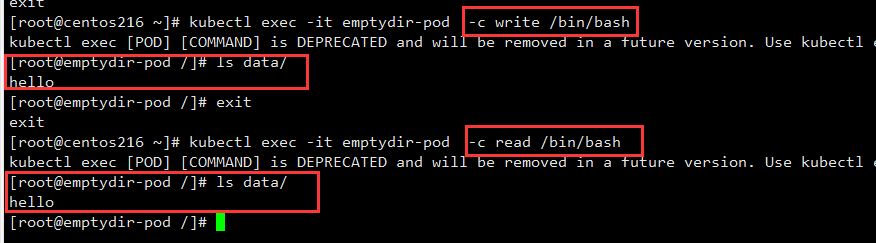 exit
[root@centos216 ~]# kubectl exec -it emptydir-pod  -c write /bin/bash
kubectl exec [POD] [COMMAND] is DEPRECATED and will be removed in a future version. Use kubectl
[root@emptydir-pod /]# ls data/
hello
[root@emptydir-pod /]# exit
exit
[root@centos216 ~]# kubectl exec -it emptydir-pod  -c read /bin/bash
kubectl exec [POD] [COMMAND] is DEPRECATED and will be removed in a future version. Use kubectl
[root@emptydir-pod /]# ls data/
hello
[root@emptydir-pod /]#